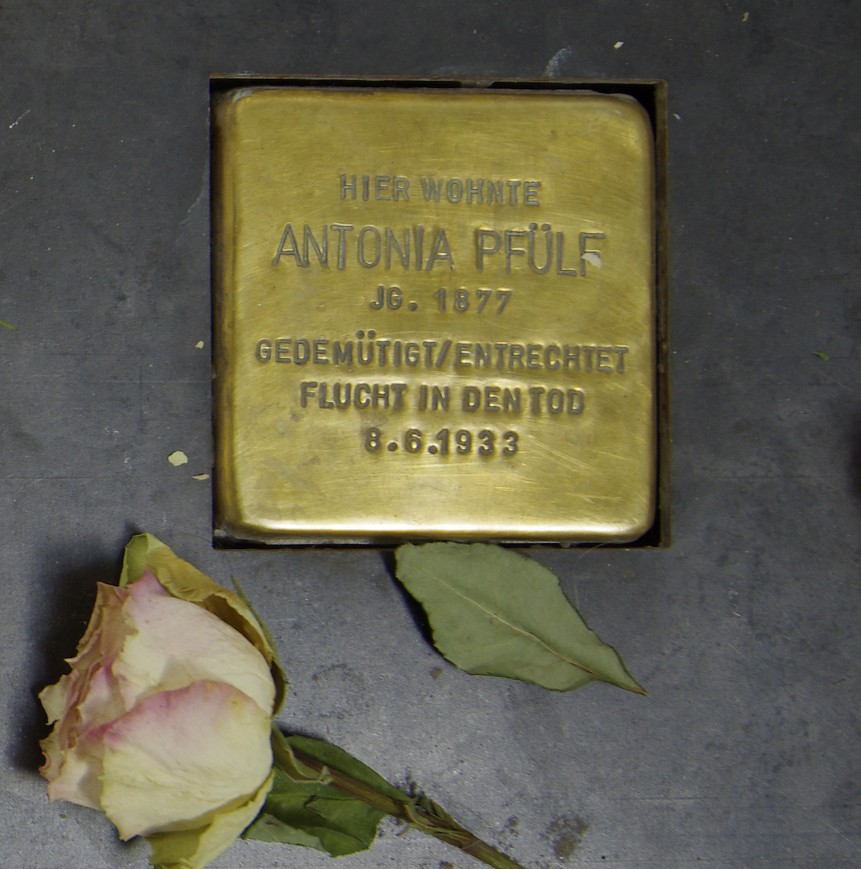 HIER WOHNTE
ANTONIA PFÜLF
JG. 1877
GEDEMÜTIGT/ENTRECHTET
FLUCHT IN DEN TOD
8.6.1933